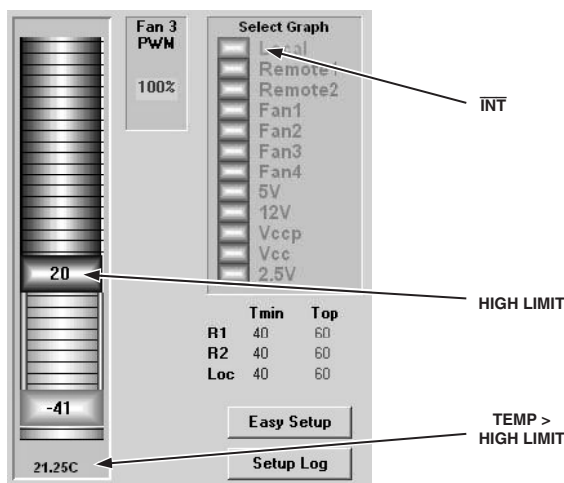 Fan 3
PWM
100%
Select Graph
Local
Remote1
Remote2
Fan1
Fan2
Fan3
Fan4
5V
12V
Vccp
Vcc
2.5V
INT
20
HIGH LIMIT
Tmin Top
R1 40 60
R2 40 60
Loc 40 60
-41
Easy Setup
TEMP >
HIGH LIMIT
21.25C
Setup Log